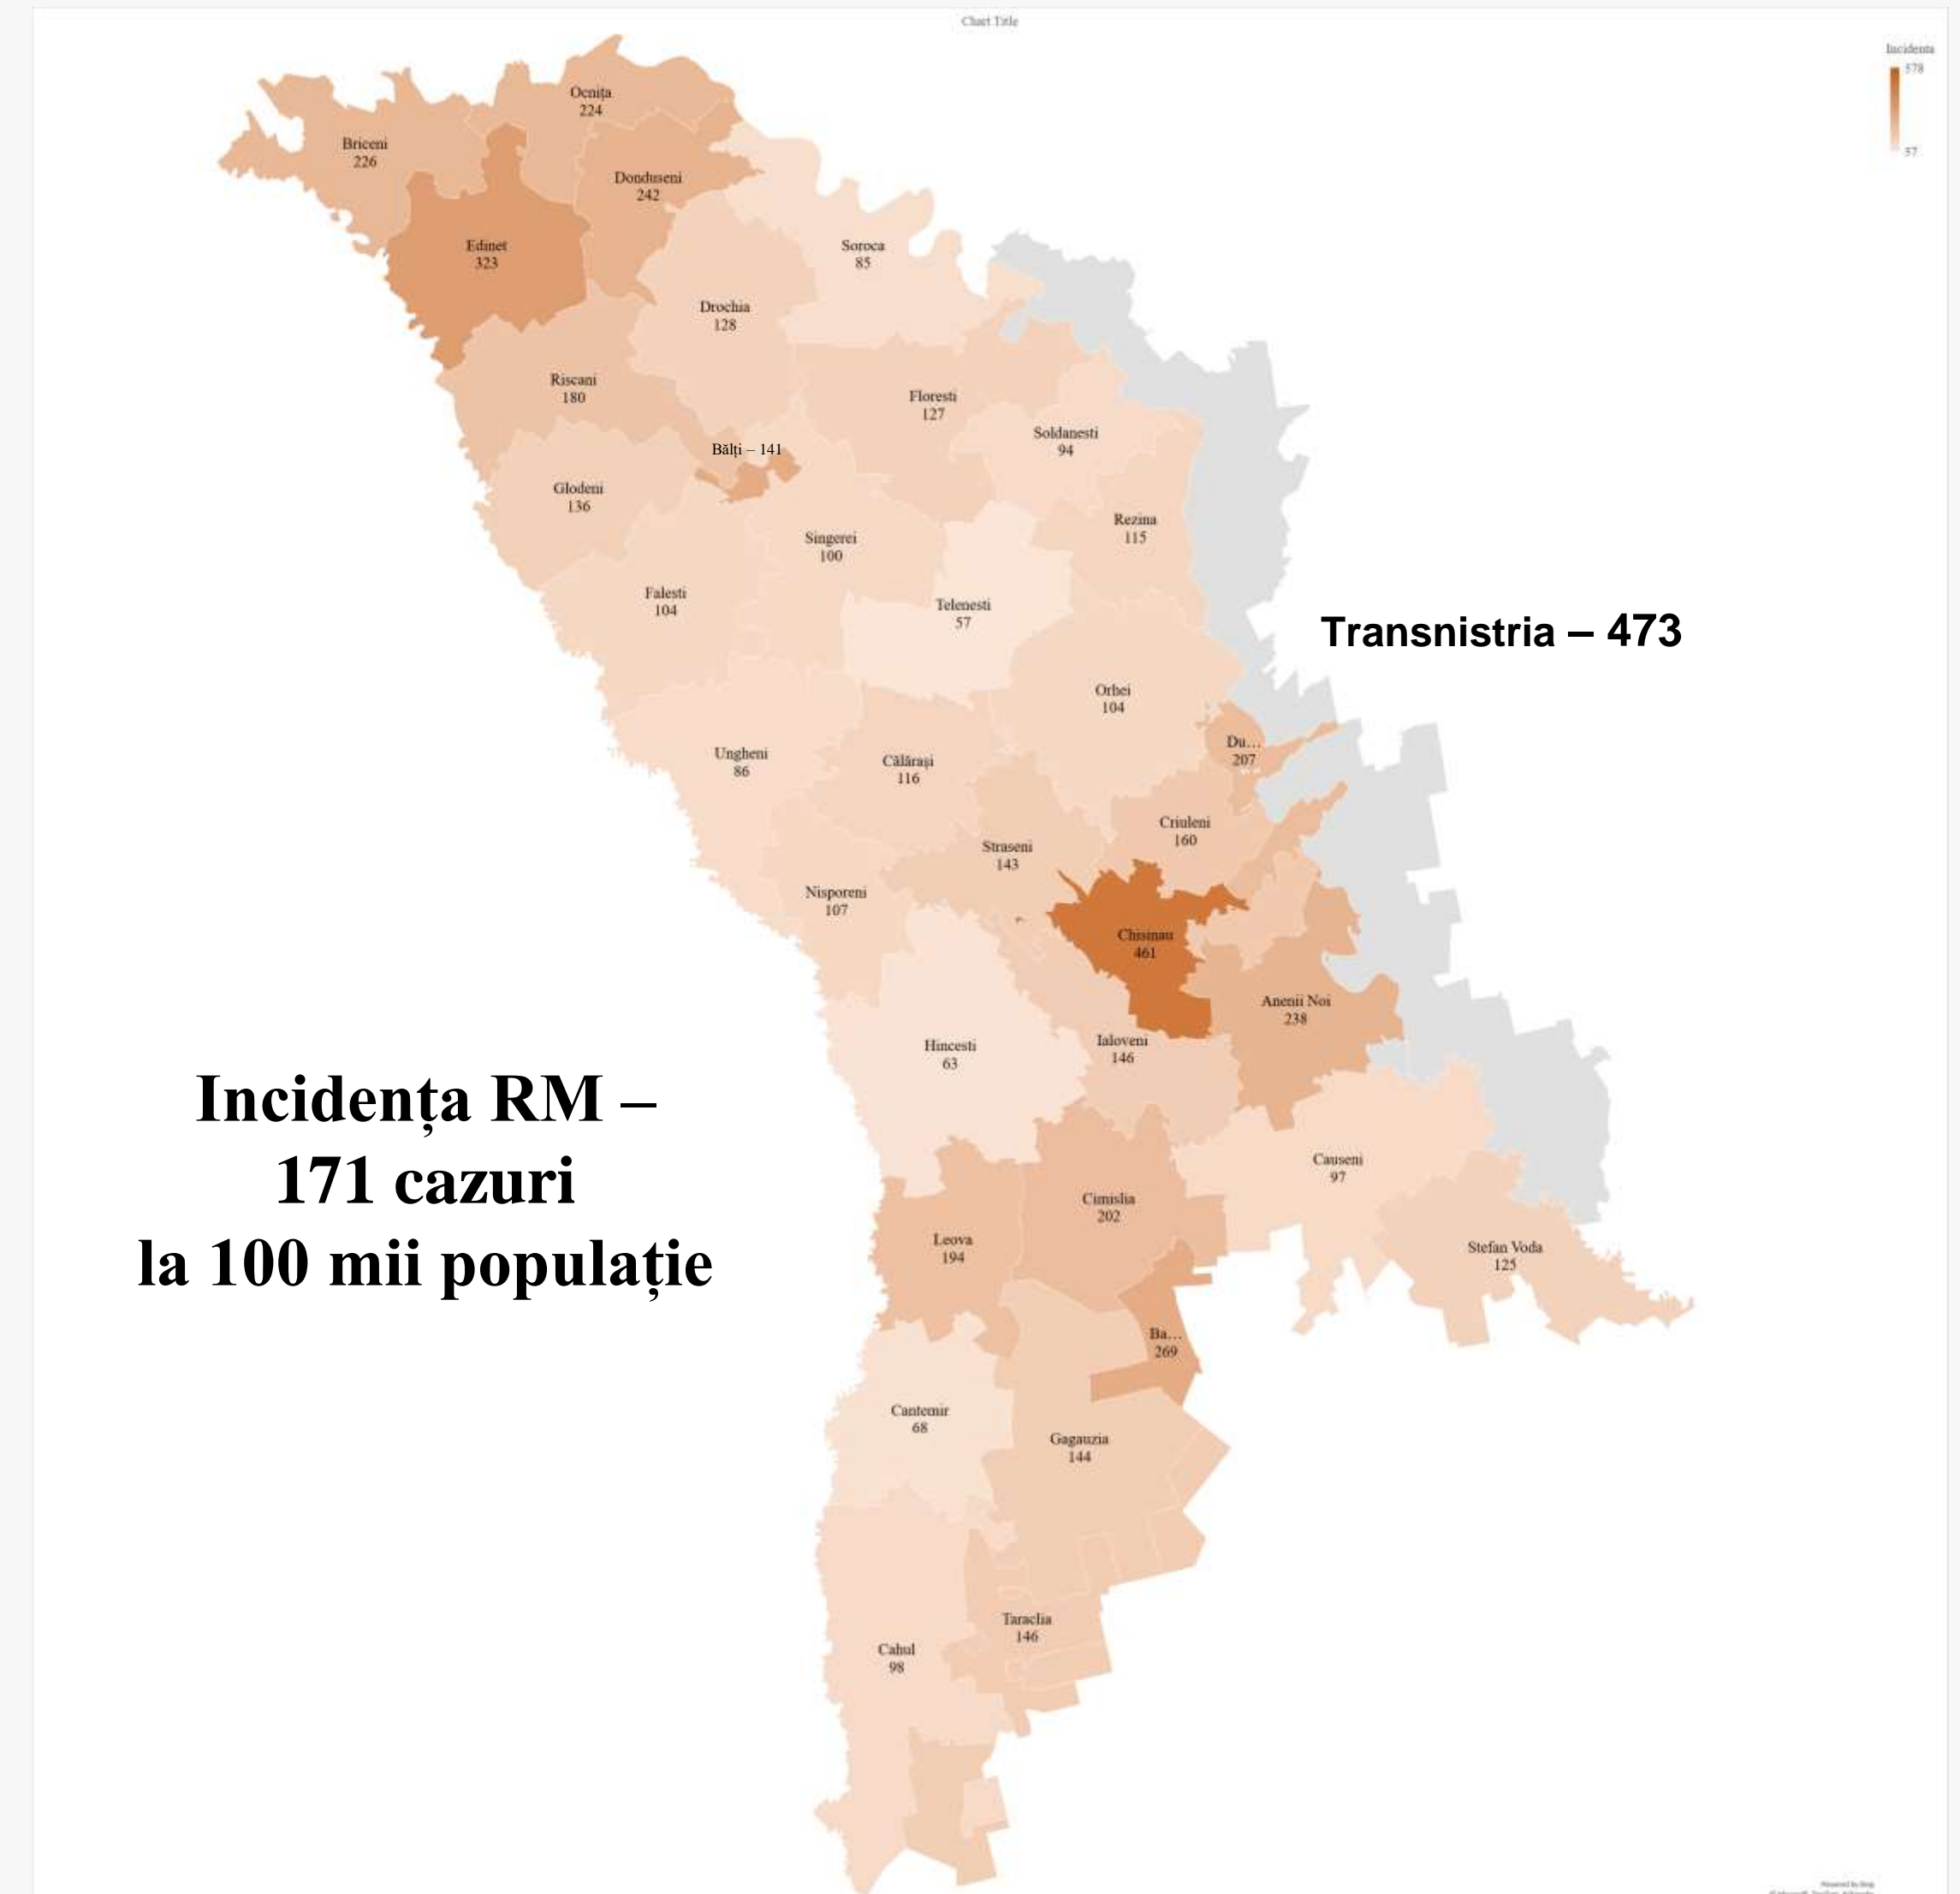 Chart Title
Incidenta
578
57
Ocnița
224
Briceni
226
Donduseni
242
Edinet
323
Soroca
85
Drochia
128
Riscani
180
Floresti
127
Soldanesti
94
Bălți – 141
Glodeni
136
Rezina
115
Singerei
100
Falesti
104
Telenesti
57
Transnistria – 473
Orhei
104
Du...
207
Ungheni
86
Călărași
116
Criuleni
160
Straseni
143
Nisporeni
107
Chisinau
461
Anenii Noi
238
Ialoveni
146
Hincesti
63
Incidența RM –
171 cazuri
la 100 mii populație
Causeni
97
Cimislia
202
Leova
194
Stefan Voda
125
Ba...
269
Cantemir
68
Gagauzia
144
Taraclia
146
Cahul
98
Powered by Bing